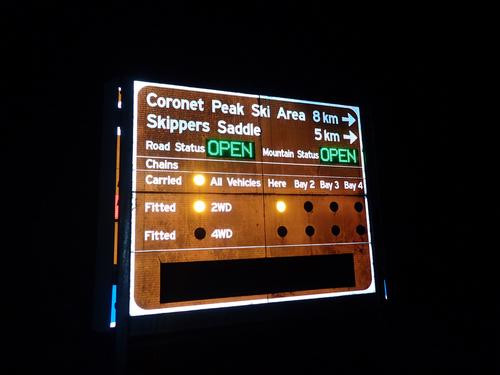 Coronet Peak Ski Area 8 km →
Skippers Saddle 5 km →
Road Status OPEN Mountain Status OPEN
Chains
Carried All Vehicles Here Bay 2 Bay 3 Bay 4
Fitted 2WD
Fitted 4WD